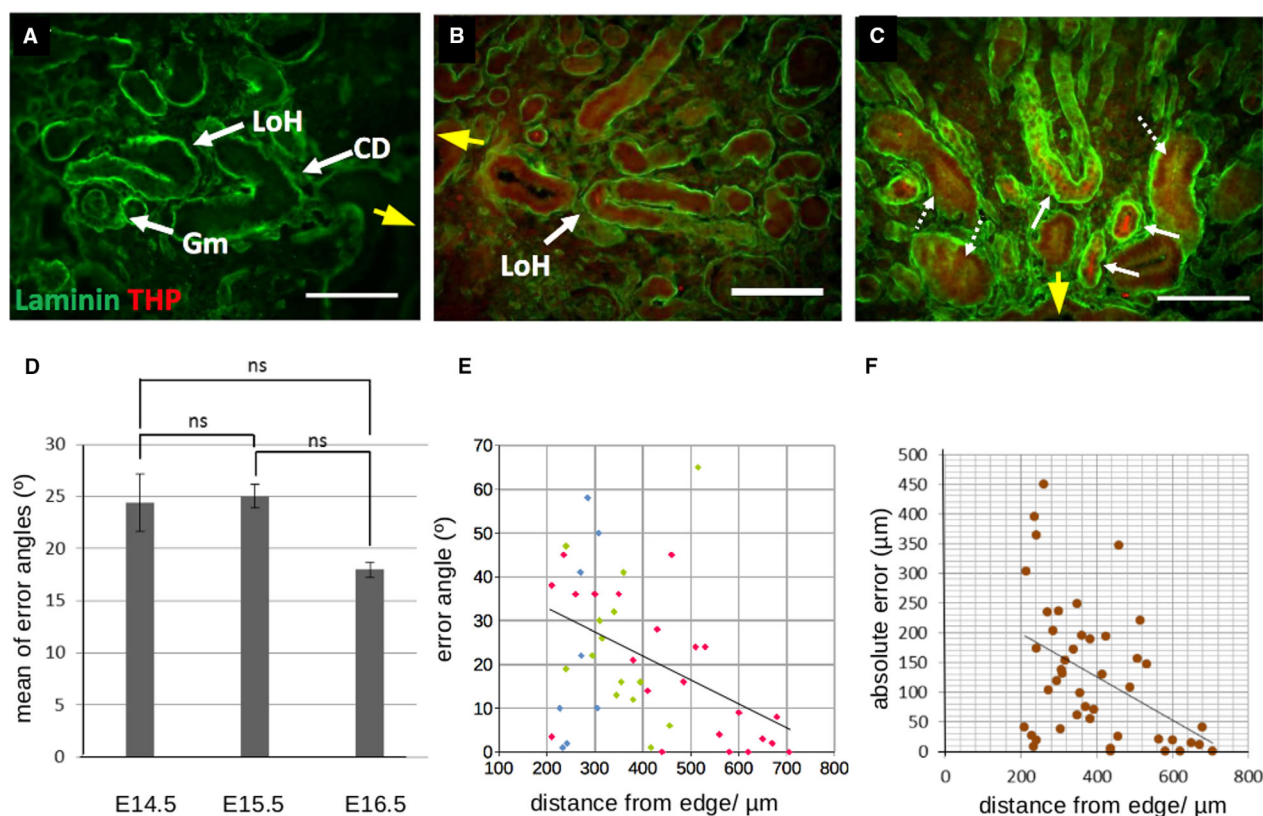 A
LoH
CD
Gm
Laminin THP
B
LoH
C
D
ns
ns
ns
mean of error angles (º)
30
25
20
15
10
5
0
E14.5
E15.5
E16.5
E
error angle (º)
70
60
50
40
30
20
10
0
100 200 300 400 500 600 700 800
distance from edge/ µm
F
absolute error (µm)
500
450
400
350
300
250
200
150
100
50
0
0 200 400 600 800
distance from edge/ µm